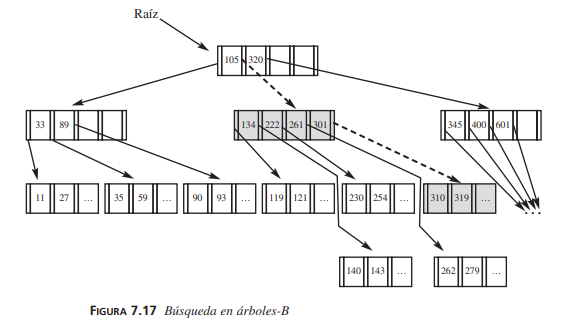 Raíz
105 320
33 89
134 222 261 301
345 400 601
11 27 ...
35 59 ...
90 93 ...
119 121 ...
230 254 ...
310 319 ...
...
140 143 ...
262 279 ...
FIGURA 7.17 Búsqueda en árboles-B